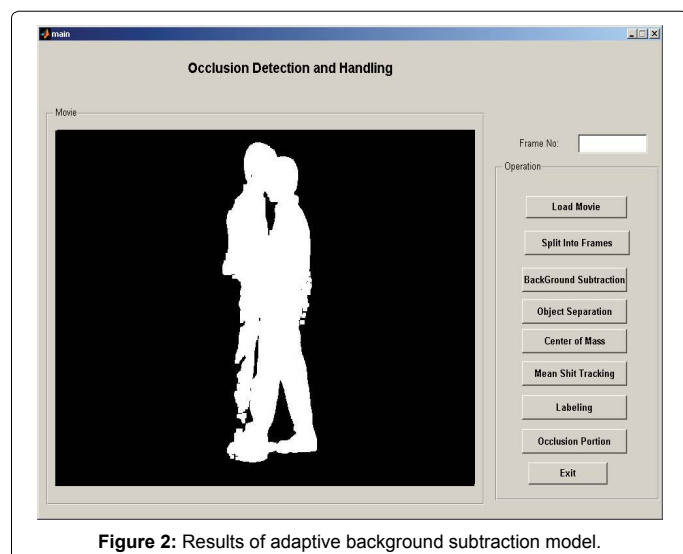 main
Occlusion Detection and Handling
Movie
Frame No:
Operation
Load Movie
Split Into Frames
BackGround Subtraction
Object Separation
Center of Mass
Mean Shit Tracking
Labeling
Occlusion Portion
Exit
Figure 2: Results of adaptive background subtraction model.